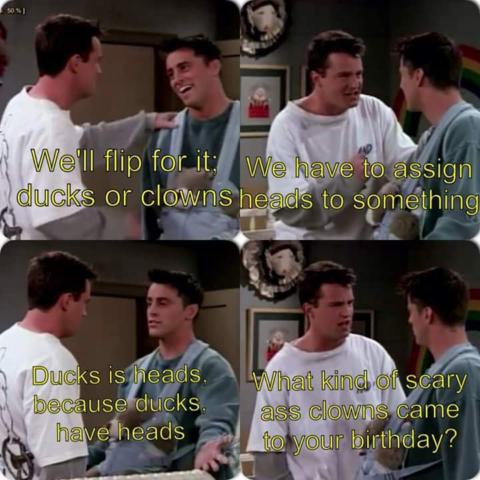 50 % ]
We'll flip for it;
ducks or clowns
We have to assign
heads to something
Ducks is heads,
because ducks,
have heads
What kind of scary
ass clowns came
to your birthday?